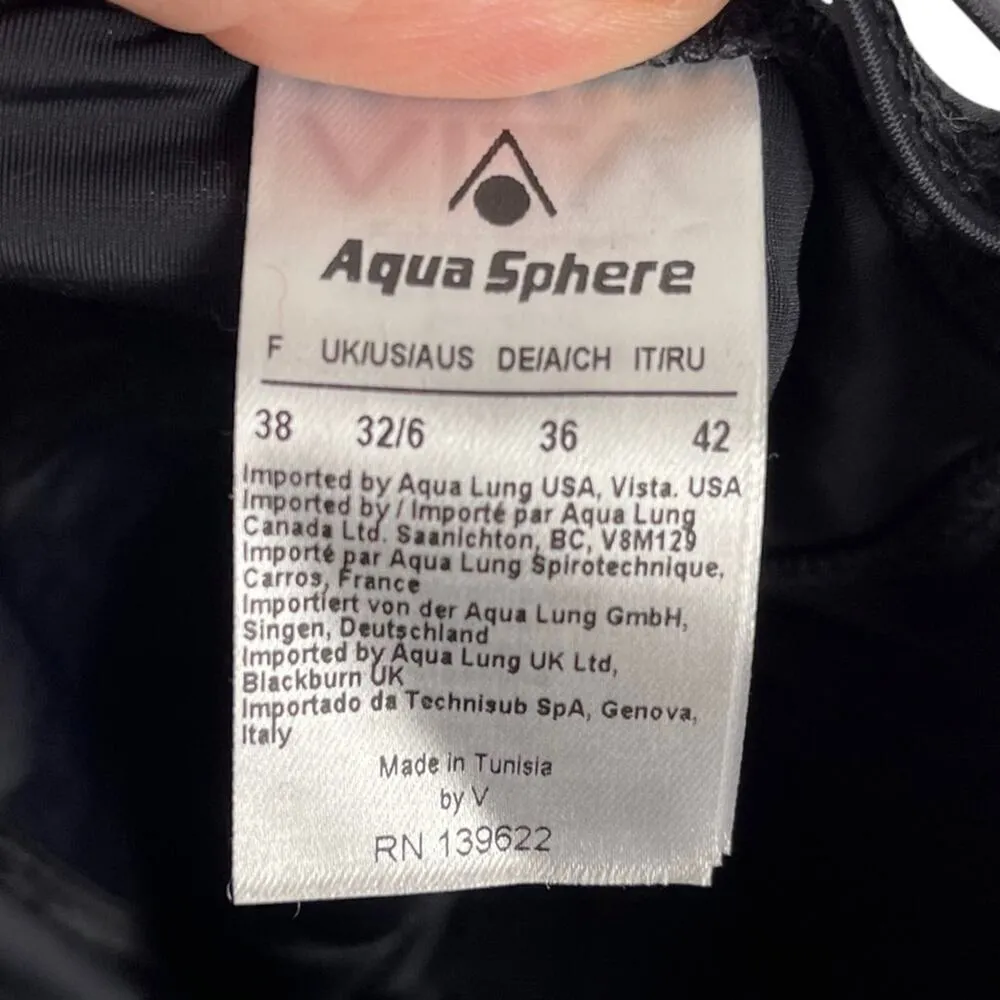 Aqua Sphere
F UK/US/AUS DE/A/CH IT/RU
38 32/6 36 42
Imported by Aqua Lung USA, Vista. USA
Imported by / Importé par Aqua Lung
Canada Ltd. Saanichton, BC, V8M129
Importé par Aqua Lung Spirotechnique,
Carros, France
Importiert von der Aqua Lung GmbH,
Singen, Deutschland
Imported by Aqua Lung UK Ltd,
Blackburn UK
Importado da Technisub SpA, Genova,
Italy
Made in Tunisia
by V
RN 139622